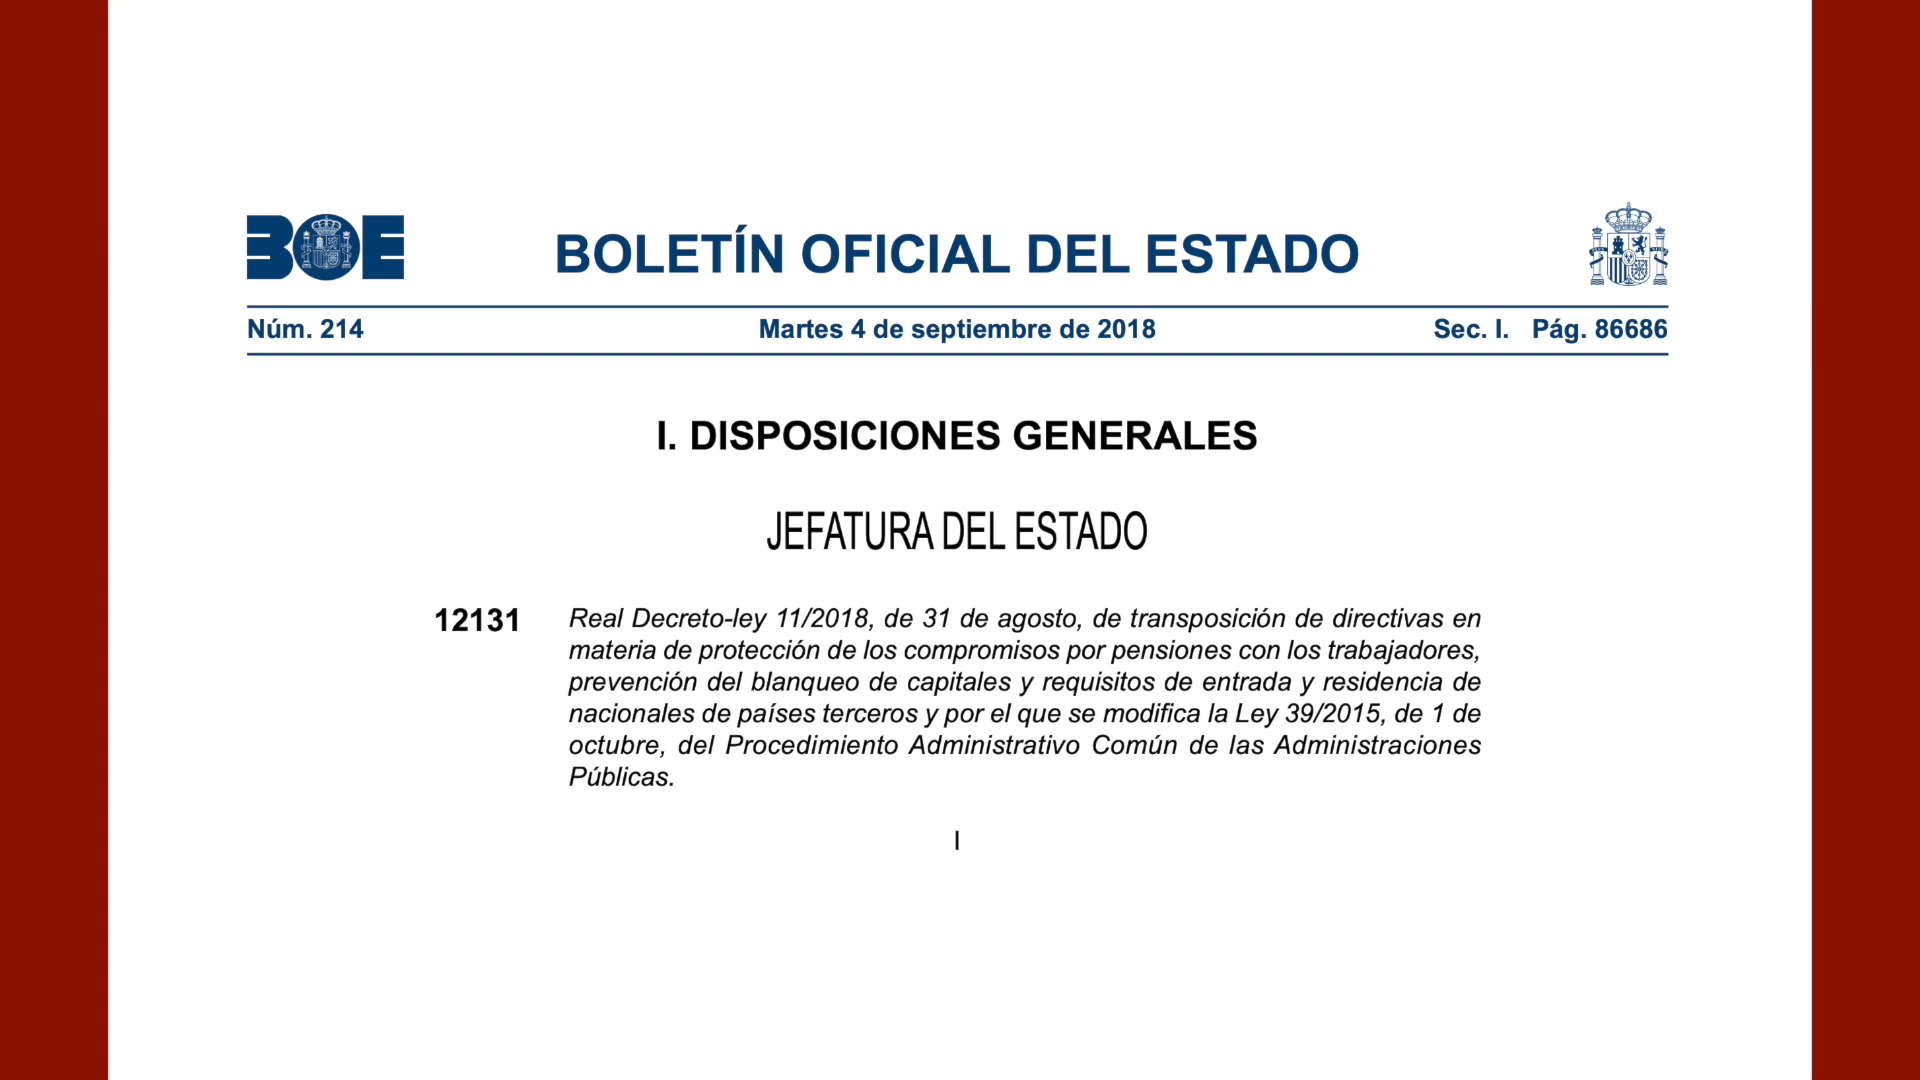 BOE
BOLETÍN OFICIAL DEL ESTADO
Núm. 214 Martes 4 de septiembre de 2018 Sec. I. Pág. 86686
I. DISPOSICIONES GENERALES
JEFATURA DEL ESTADO
12131 Real Decreto-ley 11/2018, de 31 de agosto, de transposición de directivas en
materia de protección de los compromisos por pensiones con los trabajadores,
prevención del blanqueo de capitales y requisitos de entrada y residencia de
nacionales de países terceros y por el que se modifica la Ley 39/2015, de 1 de
octubre, del Procedimiento Administrativo Común de las Administraciones
Públicas.
I